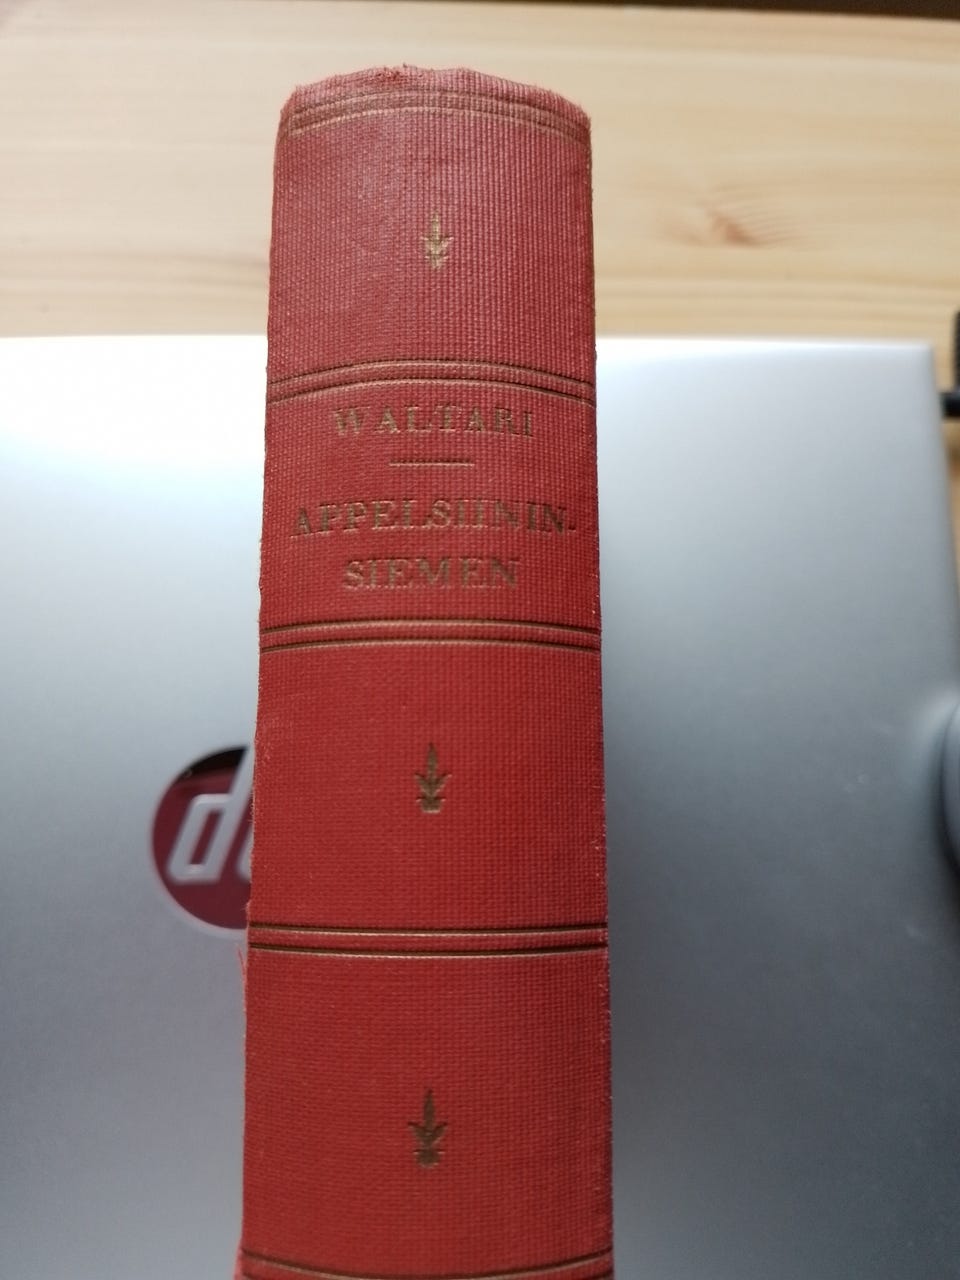 WALTARI
APPELSIININ-
SIEMEN
d